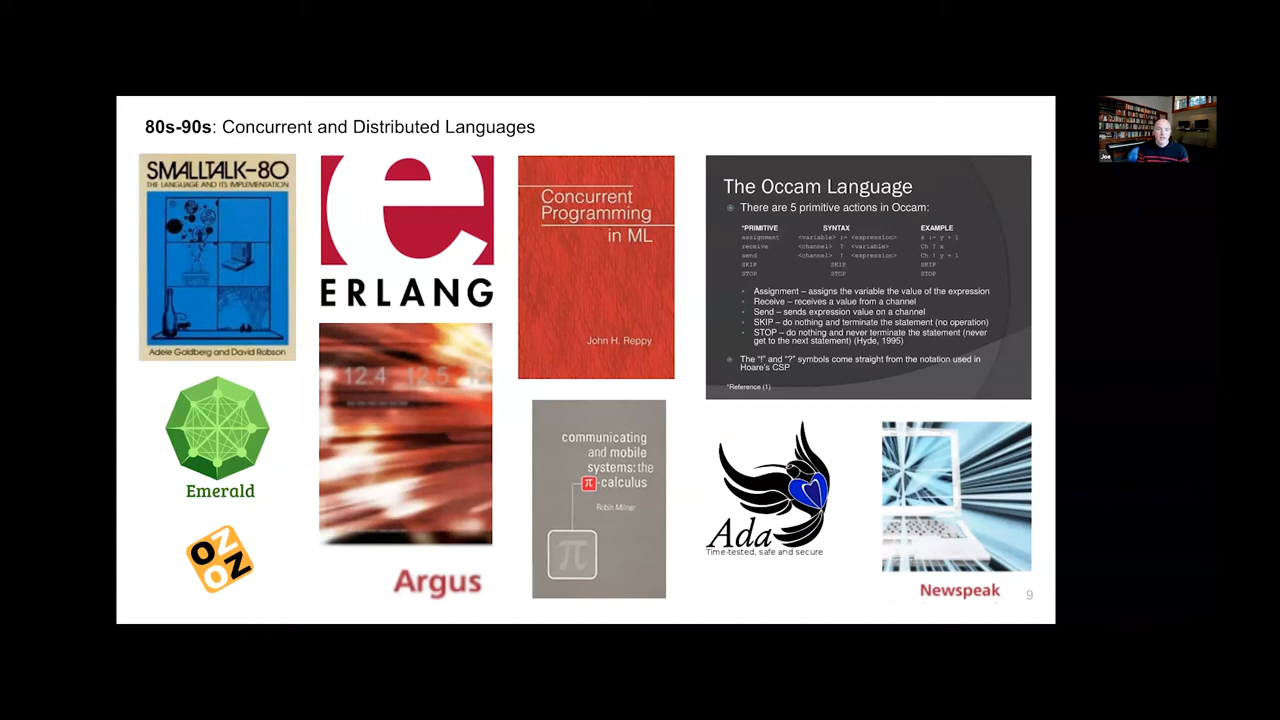 80s-90s: Concurrent and Distributed Languages
SMALLTALK-80
THE LANGUAGE AND ITS IMPLEMENTATION
Adele Goldberg and David Robson
e
ERLANG
Concurrent
Programming
in ML
John H. Reppy
The Occam Language
There are 5 primitive actions in Occam:
*PRIMITIVE SYNTAX EXAMPLE
assignment <variable> := <expression> x := y + 1
receive <channel> ? <variable> Ch ? x
send <channel> ! <expression> Ch ! y + 1
SKIP SKIP SKIP
STOP STOP STOP
Assignment – assigns the variable the value of the expression
Receive – receives a value from a channel
Send – sends expression value on a channel
SKIP – do nothing and terminate the statement (no operation)
STOP – do nothing and never terminate the statement (never
get to the next statement) (Hyde, 1995)
The "!" and "?" symbols come straight from the notation used in
Hoare's CSP
*Reference (1)
Emerald
OZ
ZO
12.4 12.5 12
Argus
communicating
and mobile
systems: the
π-calculus
Robin Milner
π
Ada
Time-tested, safe and secure
Newspeak
9
Joe